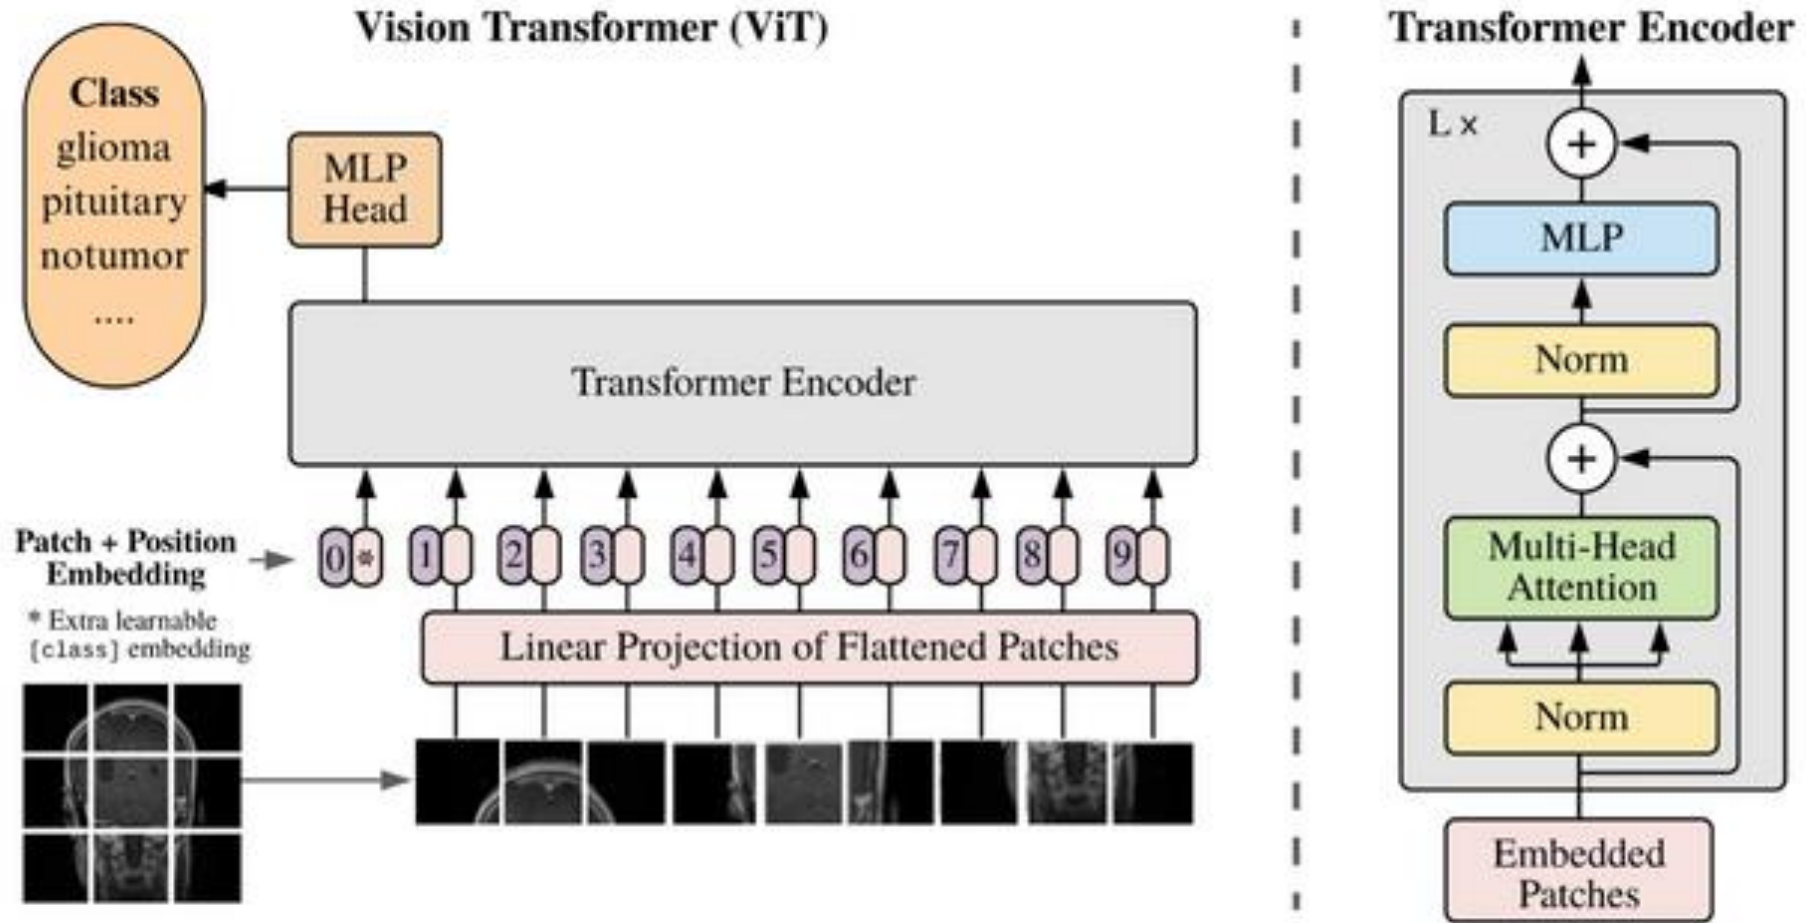 Vision Transformer (ViT)
Class
glioma
pituitary
notumor
....
MLP
Head
Transformer Encoder
Patch + Position
Embedding
0 * 1 2 3 4 5 6 7 8 9
* Extra learnable
[class] embedding
Linear Projection of Flattened Patches
Transformer Encoder
L ×
+
MLP
Norm
+
Multi-Head
Attention
Norm
Embedded
Patches